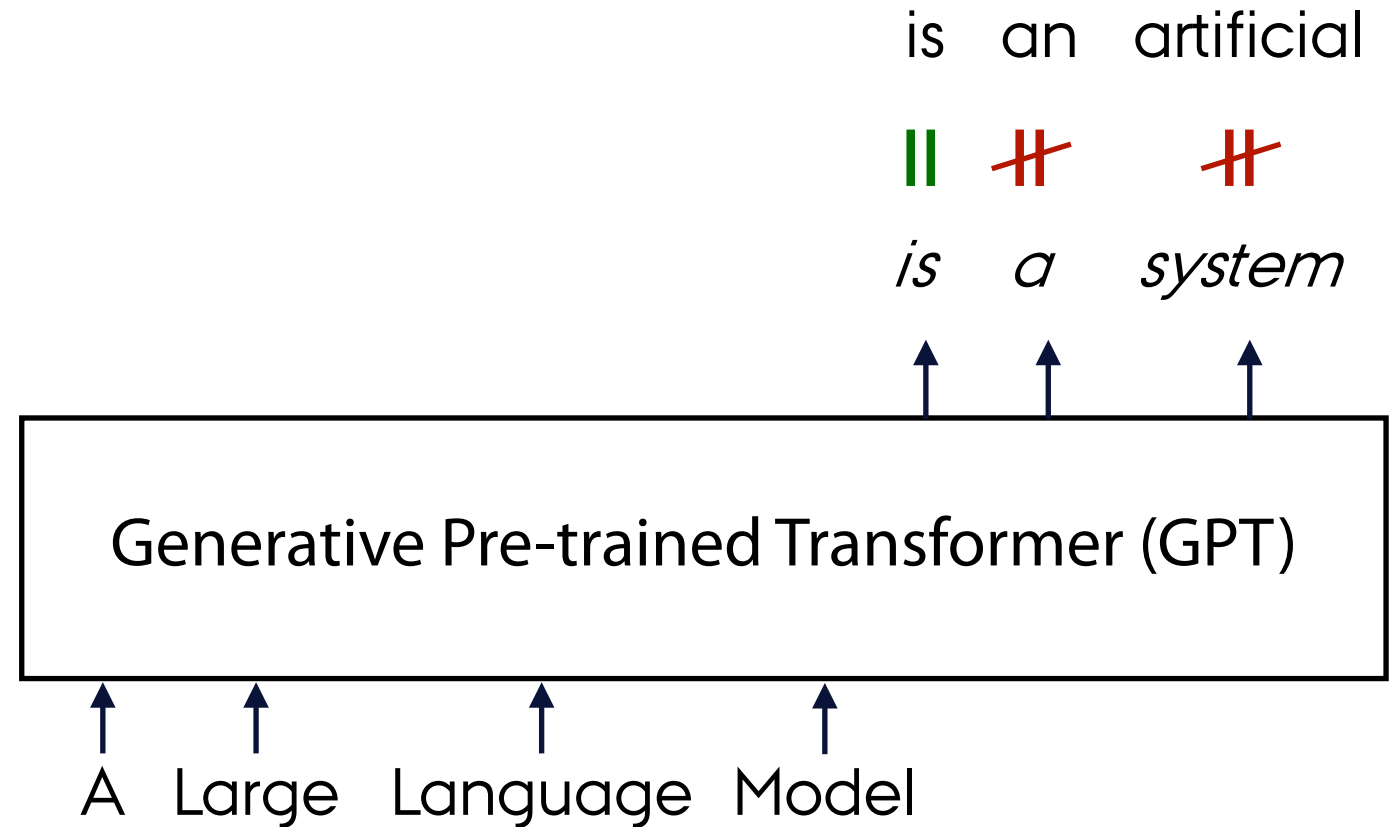 is an artificial
is a system
Generative Pre-trained Transformer (GPT)
A Large Language Model